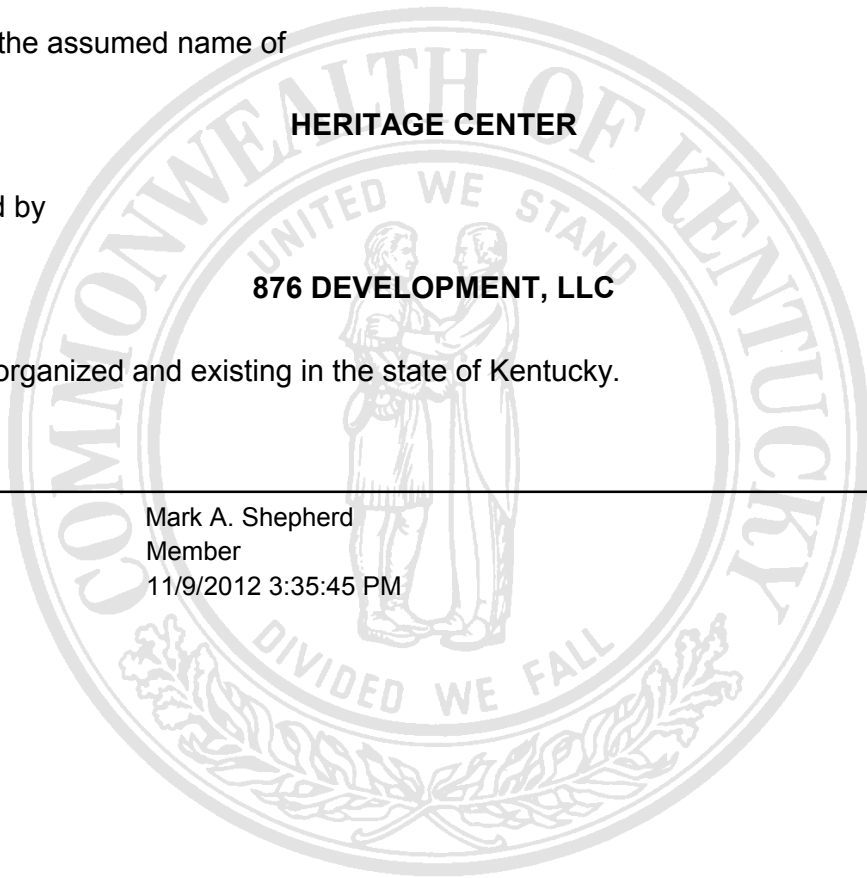 the assumed name of
HERITAGE CENTER
d by
876 DEVELOPMENT, LLC
organized and existing in the state of Kentucky.
Mark A. Shepherd
Member
11/9/2012 3:35:45 PM
COMMONWEALTH OF KENTUCKY
UNITED WE STAND
DIVIDED WE FALL